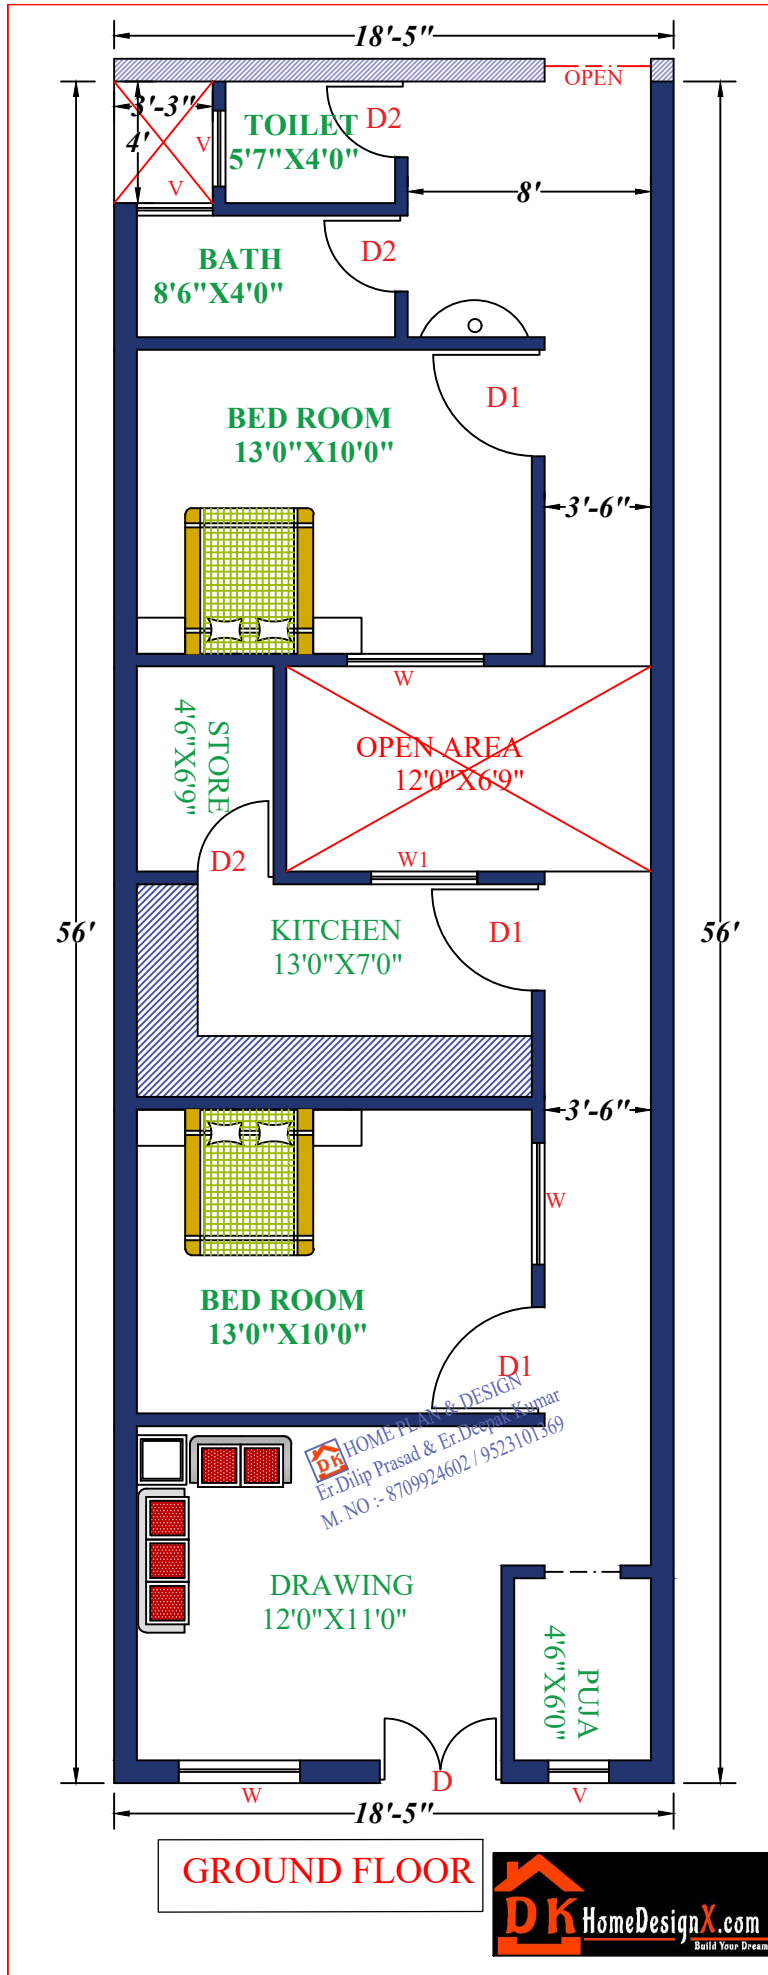 18'-5"
OPEN
3'-3"
4'
V
V
TOILET
5'7"X4'0"
D2
8'
BATH
8'6"X4'0"
D2
BED ROOM
13'0"X10'0"
D1
3'-6"
W
STORE
4'6"X6'9"
OPEN AREA
12'0"X6'9"
D2
W1
56'
56'
KITCHEN
13'0"X7'0"
D1
3'-6"
W
BED ROOM
13'0"X10'0"
D1
HOME PLAN & DESIGN
Er.Dilip Prasad & Er.Deepak Kumar
M. NO :- 8709924602 / 9523101369
DK
DRAWING
12'0"X11'0"
PUJA
4'6"X6'0"
W
D
V
18'-5"
GROUND FLOOR
DK HomeDesignX.com
Build Your Dream